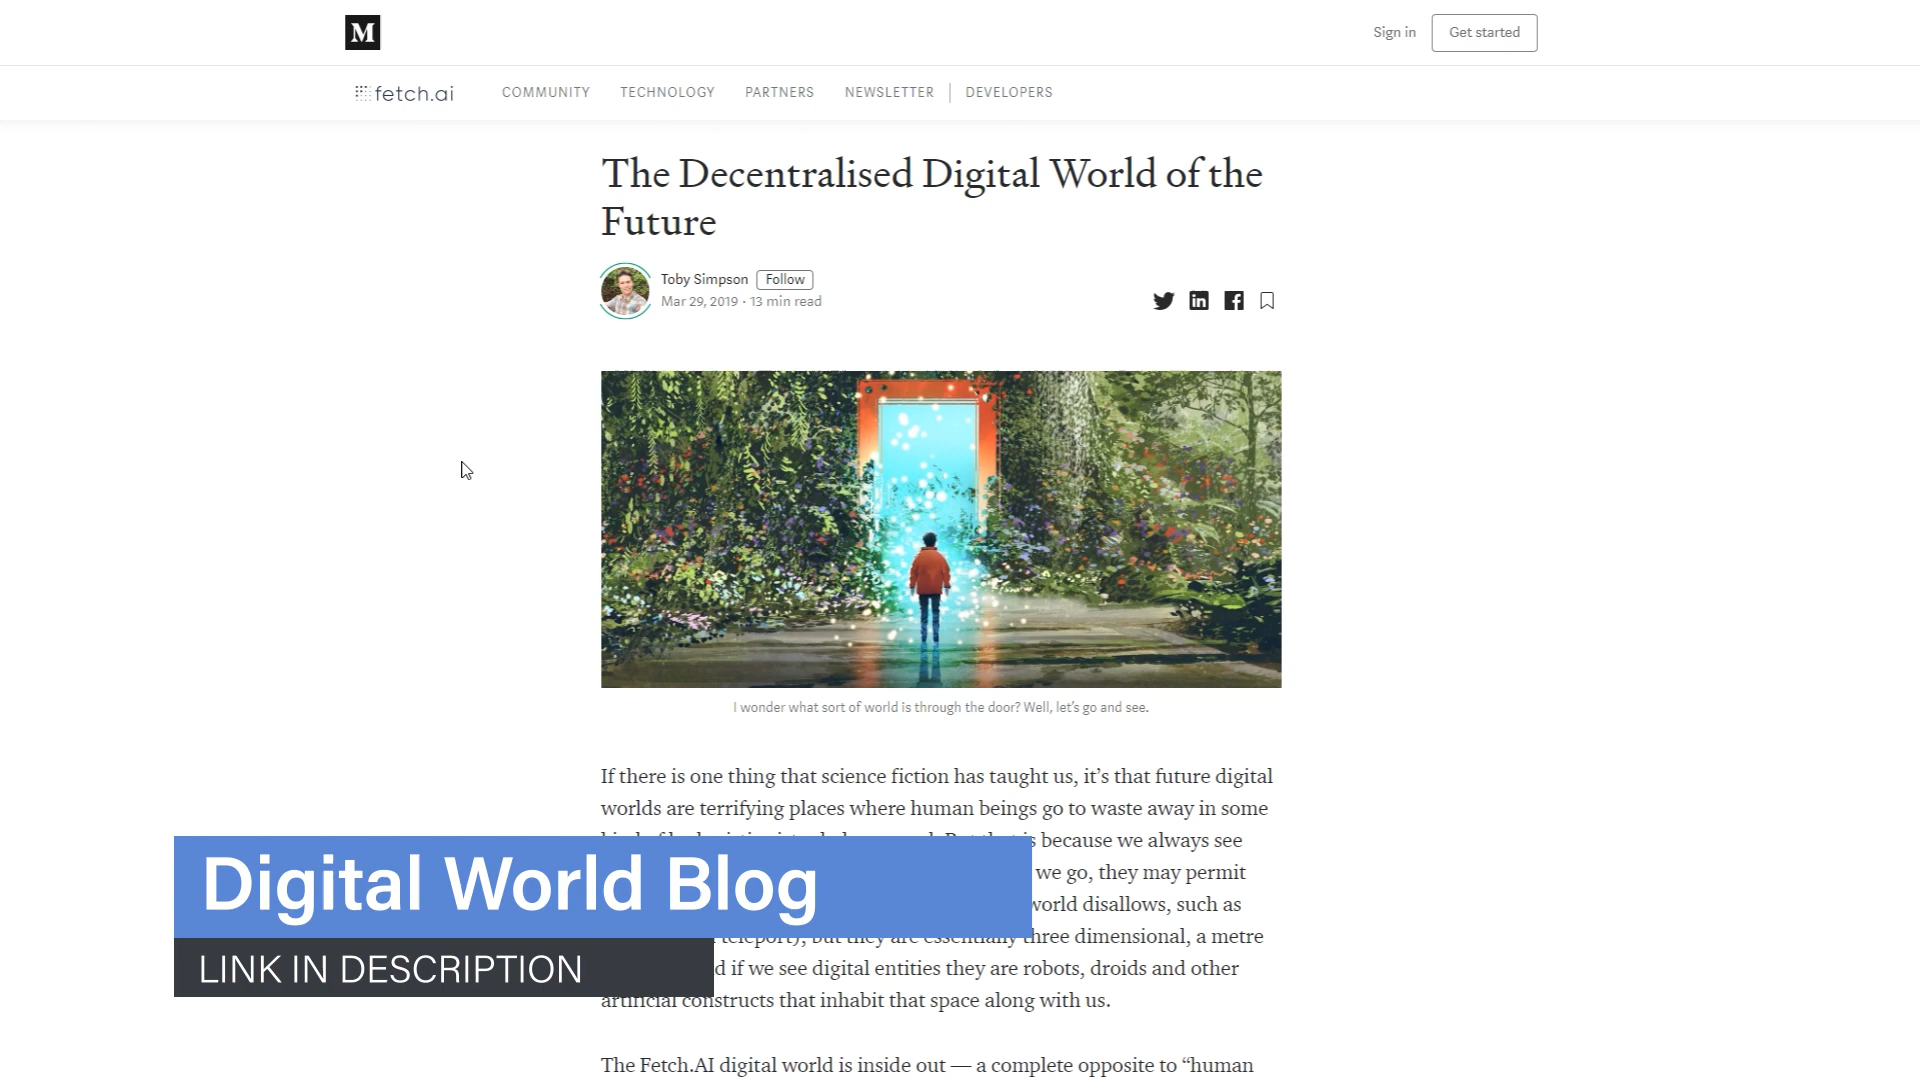 M
Sign in
Get started
fetch.ai
COMMUNITY
TECHNOLOGY
PARTNERS
NEWSLETTER
DEVELOPERS
The Decentralised Digital World of the
Future
Toby Simpson Follow
Mar 29, 2019 · 13 min read
I wonder what sort of world is through the door? Well, let’s go and see.
If there is one thing that science fiction has taught us, it’s that future digital
worlds are terrifying places where human beings go to waste away in some
because we always see
we go, they may permit
world disallows, such as
teleport), but they are essentially three dimensional, a metre
if we see digital entities they are robots, droids and other
artificial constructs that inhabit that space along with us.
The Fetch.AI digital world is inside out — a complete opposite to “human
Digital World Blog
LINK IN DESCRIPTION